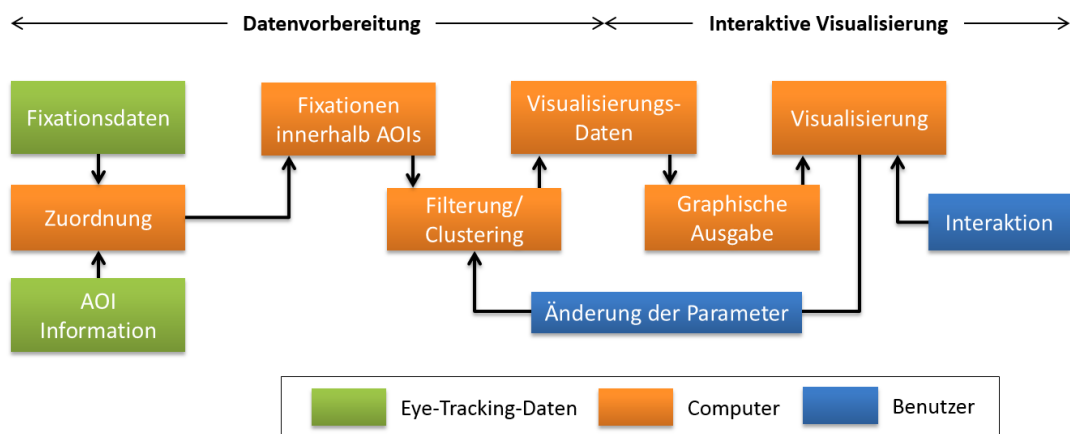 Datenvorbereitung
Interaktive Visualisierung
Fixationsdaten
Zuordnung
AOI
Information
Fixationen
innerhalb AOIs
Filterung/
Clustering
Visualisierungs-
Daten
Graphische
Ausgabe
Visualisierung
Interaktion
Änderung der Parameter
Eye-Tracking-Daten
Computer
Benutzer